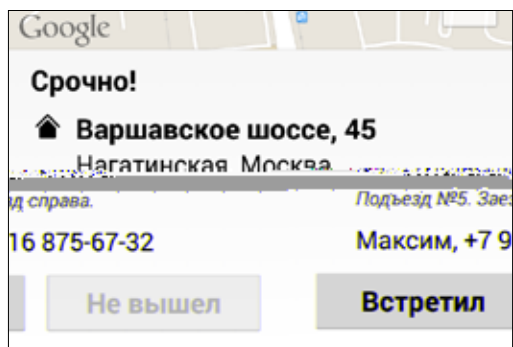 Google
Срочно!
Варшавское шоссе, 45
Нагатинская, Москва
зд справа.
Подъезд №5. Заез
16 875-67-32
Максим, +7 9
Не вышел
Встретил